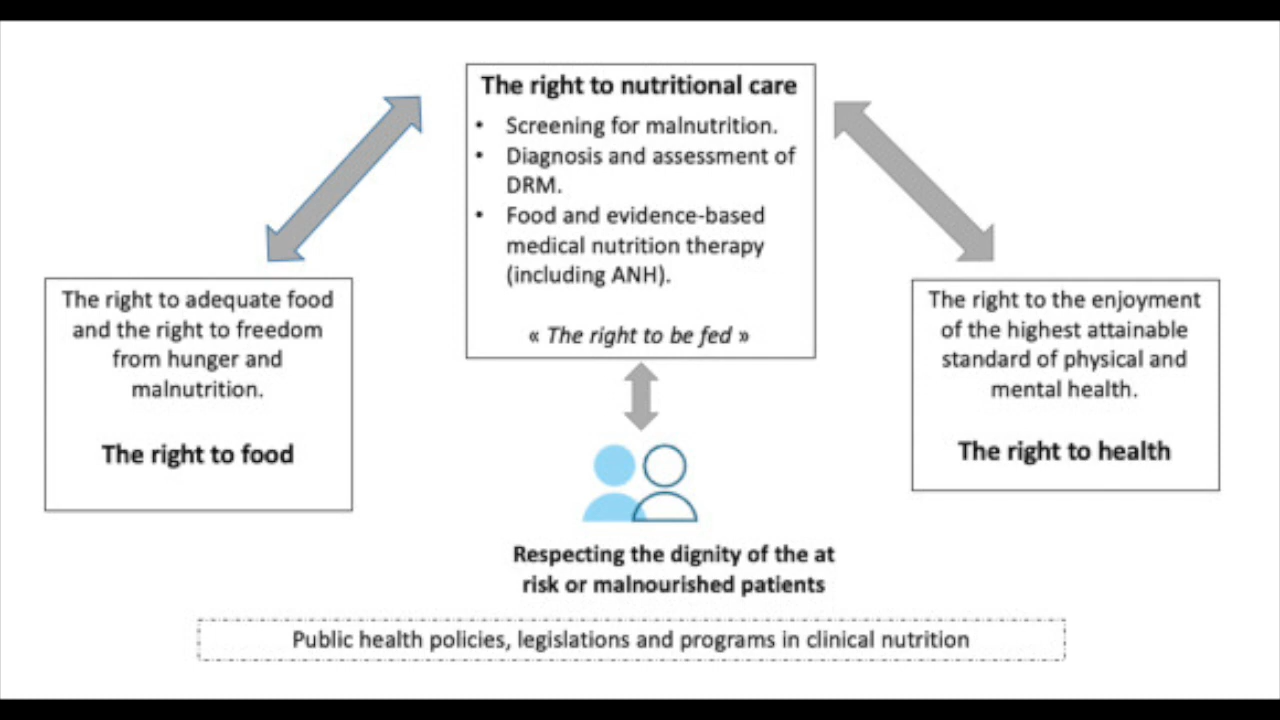 The right to nutritional care
• Screening for malnutrition.
• Diagnosis and assessment of
DRM.
• Food and evidence-based
medical nutrition therapy
(including ANH).
« The right to be fed »
The right to adequate food
and the right to freedom
from hunger and
malnutrition.
The right to food
The right to the enjoyment
of the highest attainable
standard of physical and
mental health.
The right to health
Respecting the dignity of the at
risk or malnourished patients
Public health policies, legislations and programs in clinical nutrition